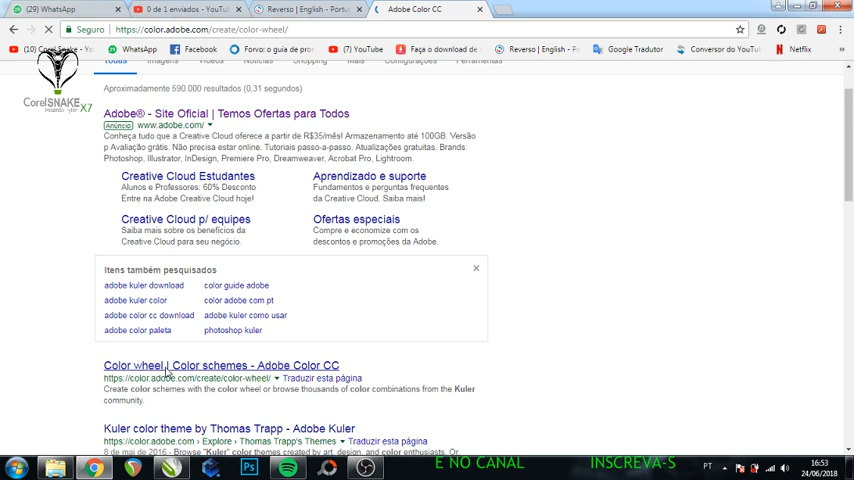 (29) WhatsApp
0 de 1 enviados - YouTu
Reverso | English - Portu
Adobe Color CC
Seguro
https://color.adobe.com/create/color-wheel/
(10) Corel Snake
WhatsApp
Facebook
Forvo: o guia de pro
(7) YouTube
Faça o download de
Reverso | English -
Google Tradutor
Conversor do YouTub
Netflix
Todas
Imagens
Vídeos
Notícias
Shopping
Mais
Configurações
Ferramentas
CorelSNAKE
X7
Aproximadamente 590.000 resultados (0,31 segundos)
Adobe® - Site Oficial | Temos Ofertas para Todos
Anúncio www.adobe.com/
Conheça tudo que a Creative Cloud oferece a partir de R$35/mês! Armazenamento até 100GB. Versão
p Avaliação grátis. Não precisa estar online. Tutoriais passo-a-passo. Atualizações gratuitas. Brands:
Photoshop, Illustrator, InDesign, Premiere Pro, Dreamweaver, Acrobat Pro, Lightroom.
Creative Cloud Estudantes
Alunos e Professores: 60% Desconto
Entre na Adobe Creative Cloud hoje!
Aprendizado e suporte
Fundamentos e perguntas frequentes
da Creative Cloud. Saiba mais!
Creative Cloud p/ equipes
Saiba mais sobre os benefícios da
Creative Cloud para seu negócio.
Ofertas especiais
Compre e economize com os
descontos e promoções da Adobe.
Itens também pesquisados
adobe kuler download
color guide adobe
adobe kuler color
color adobe com pt
adobe color cc download
adobe kuler como usar
adobe color paleta
photoshop kuler
Color wheel | Color schemes - Adobe Color CC
https://color.adobe.com/create/color-wheel/
Traduzir esta página
Create color schemes with the color wheel or browse thousands of color combinations from the Kuler
community.
Kuler color theme by Thomas Trapp - Adobe Kuler
https://color.adobe.com › Explore › Thomas Trapp's Themes
Traduzir esta página
8 de mai de 2016 - Browse "Kuler" color themes created by art, design, and color enthusiasts. Or,
Ps
E NO CANAL
INSCREVA-S
PT
16:53
24/06/2018